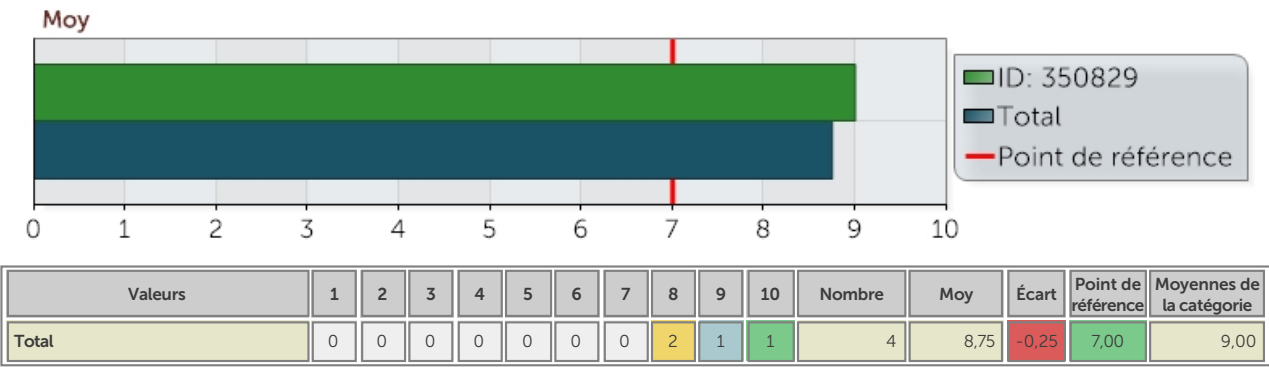 Moy
ID: 350829
Total
Point de référence
0 1 2 3 4 5 6 7 8 9 10
Valeurs 1 2 3 4 5 6 7 8 9 10 Nombre Moy Écart Point de référence Moyennes de la catégorie
Total 0 0 0 0 0 0 0 2 1 1 4 8,75 -0,25 7,00 9,00